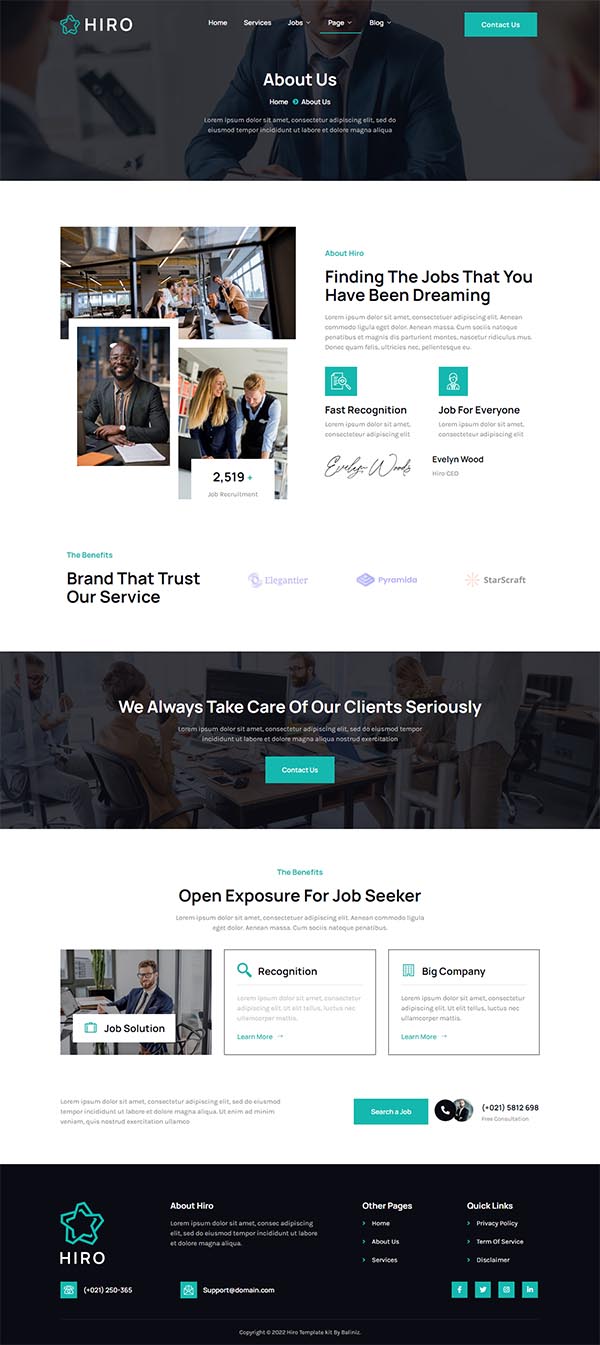 HIRO
Home
Services
Jobs
Page
Blog
Contact Us
About Us
Home
About Us
Lorem ipsum dolor sit amet, consectetur adipiscing elit, sed do
eiusmod tempor incididunt ut labore et dolore magna aliqua
About Hiro
Finding The Jobs That You
Have Been Dreaming
Lorem ipsum dolor sit amet, consectetuer adipiscing elit. Aenean
commodo ligula eget dolor. Aenean massa. Cum sociis natoque
penatibus et magnis dis parturient montes, nascetur ridiculus mus.
Donec quam felis, ultricies nec, pellentesque eu.
Fast Recognition
Lorem ipsum dolor sit amet,
consectetur adipiscing elit
Job For Everyone
Lorem ipsum dolor sit amet,
consectetur adipiscing elit
Evelyn Woods
Evelyn Wood
Hiro CEO
2,519 +
Job Recruitment
The Benefits
Brand That Trust
Our Service
Elegantier
Pyramida
StarScraft
We Always Take Care Of Our Clients Seriously
Lorem ipsum dolor sit amet, consectetur adipiscing elit, sed do eiusmod tempor
incididunt ut labore et dolore magna aliqua nostrud exercitation
Contact Us
The Benefits
Open Exposure For Job Seeker
Lorem ipsum dolor sit amet, consectetuer adipiscing elit. Aenean commodo ligula
eget dolor. Aenean massa. Cum sociis natoque penatibus.
Job Solution
Recognition
Lorem ipsum dolor sit amet, consectetur
adipiscing elit. Ut elit tellus, luctus nec
ullamcorper mattis.
Learn More →
Big Company
Lorem ipsum dolor sit amet, consectetur
adipiscing elit. Ut elit tellus, luctus nec
ullamcorper mattis.
Learn More →
Lorem ipsum dolor sit amet, consectetur adipiscing elit, sed do eiusmod
tempor incididunt ut labore et dolore magna aliqua. Ut enim ad minim
veniam, quis nostrud exercitation ullamco
Search a Job
(+021) 5812 698
Free Consultation
HIRO
About Hiro
Lorem ipsum dolor sit amet, consec adipiscing
elit, sed do eiusmod tempor incididunt ut labore
et dolore magna aliqua.
Other Pages
Home
About Us
Services
Quick Links
Privacy Policy
Term Of Service
Disclaimer
(+021) 250-365
Support@domain.com
Copyright © 2022 Hiro Template kit By Baliniz.